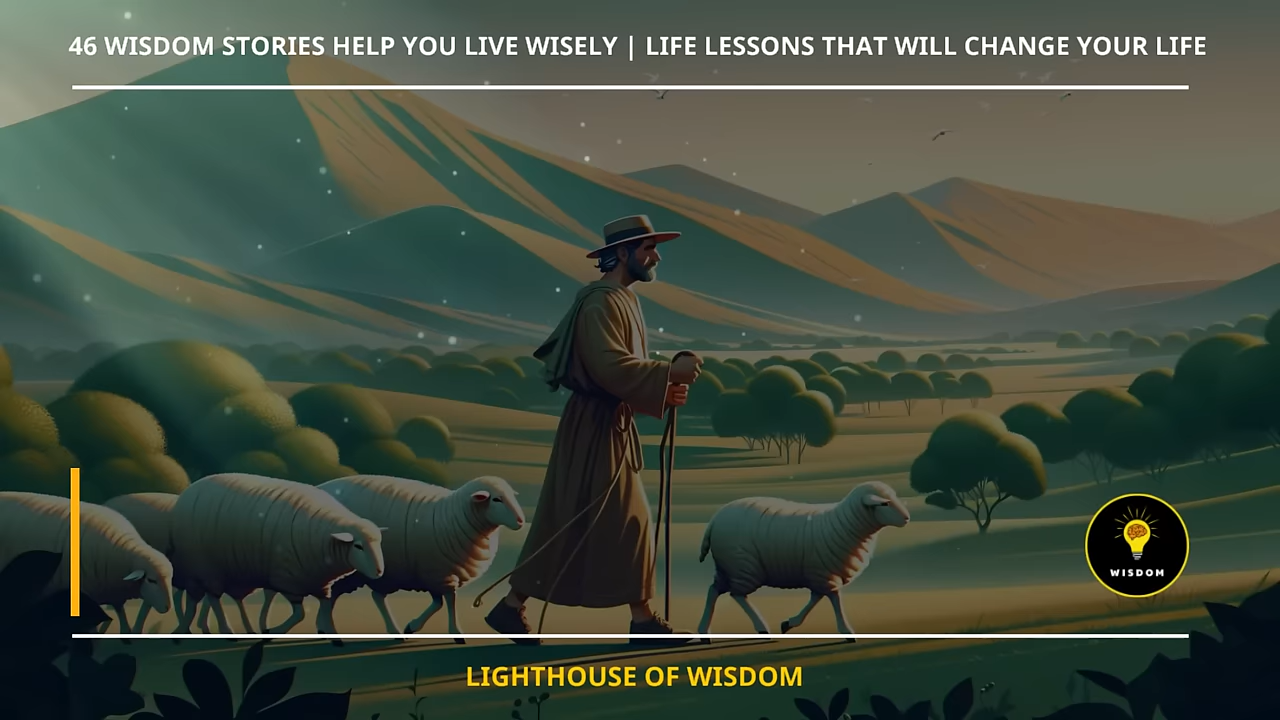 46 WISDOM STORIES HELP YOU LIVE WISELY | LIFE LESSONS THAT WILL CHANGE YOUR LIFE
WISDOM
LIGHTHOUSE OF WISDOM